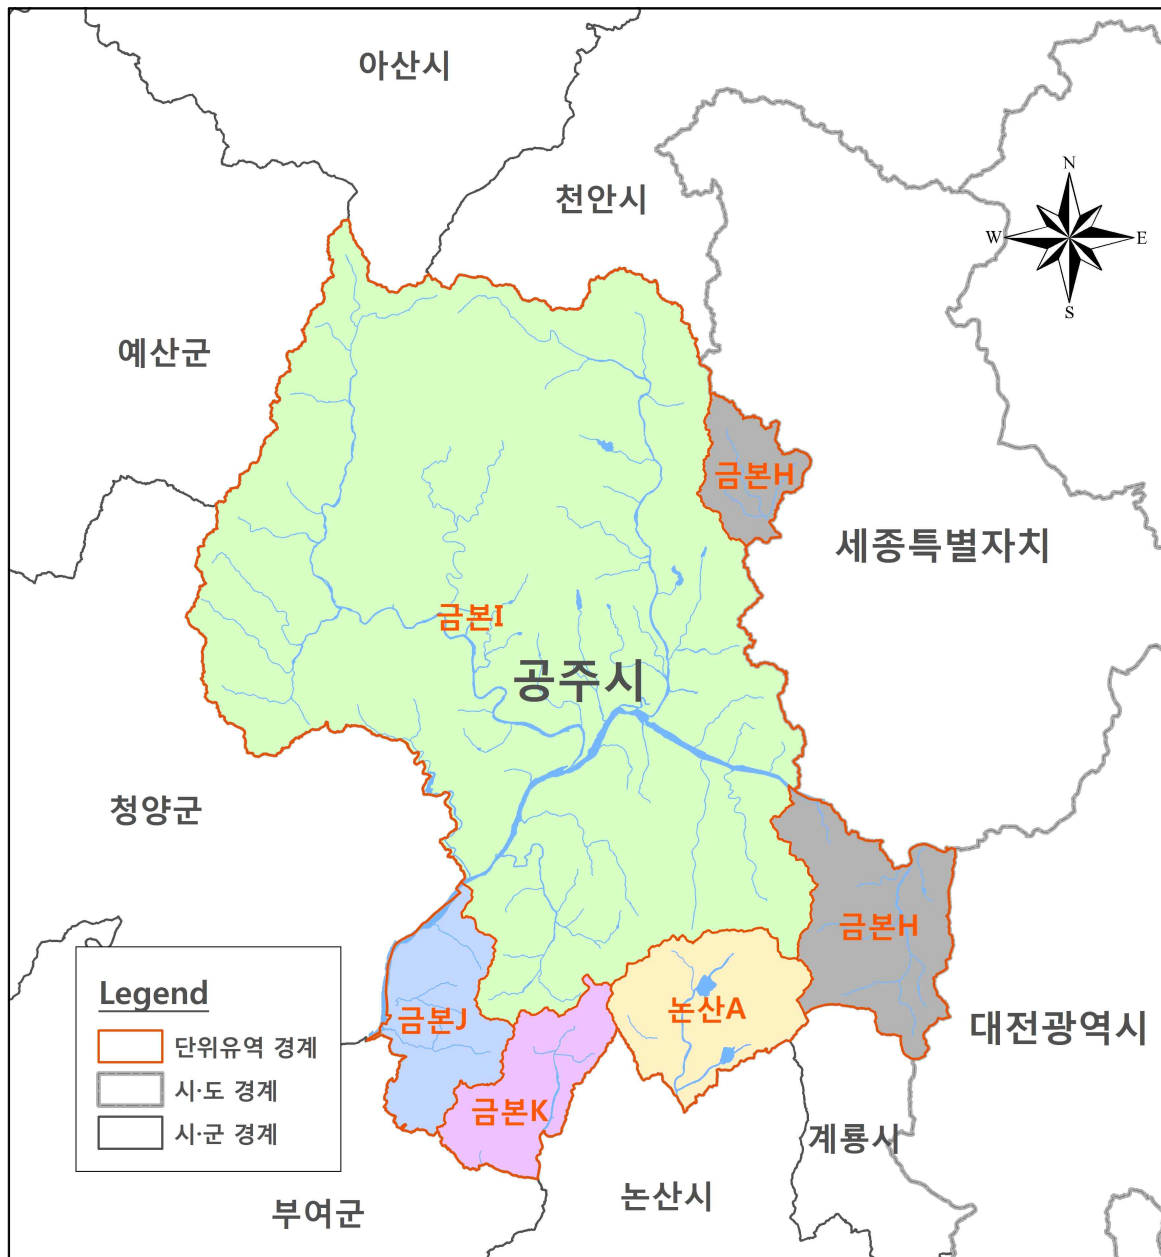 아산시
천안시
N
W
E
S
예산군
금본H
세종특별자치
금본I
공주시
청양군
금본H
Legend
단위유역 경계
시·도 경계
시·군 경계
금본J
논산A
대전광역시
금본K
계룡시
논산시
부여군